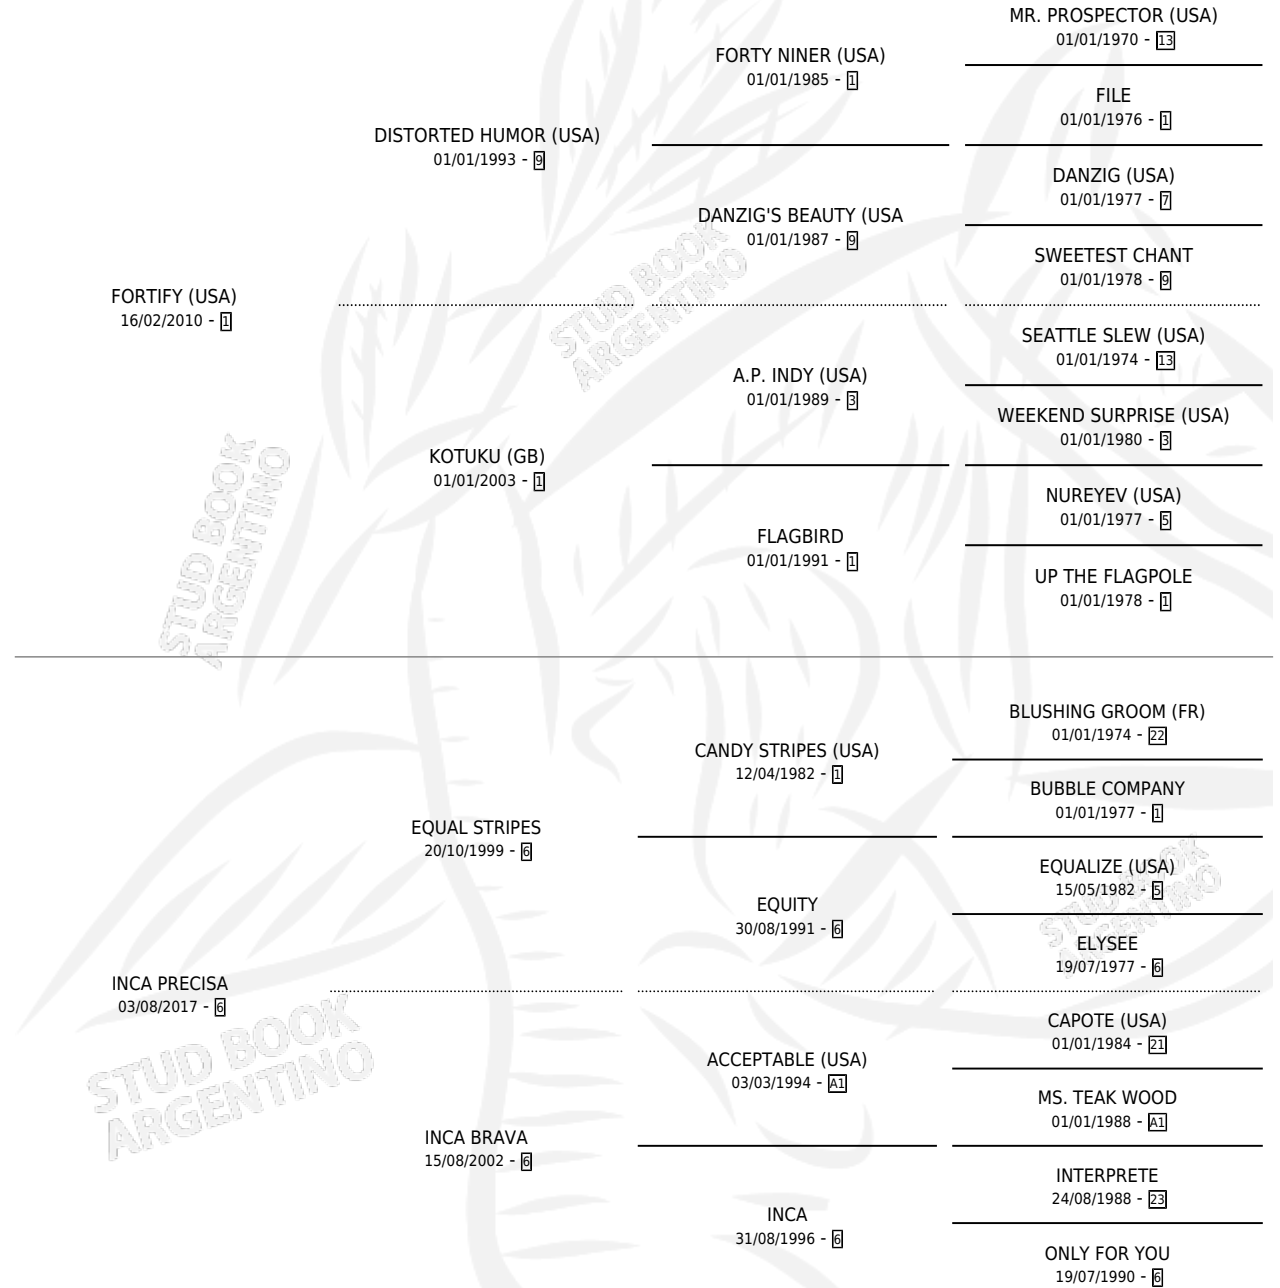 MR. PROSPECTOR (USA)
01/01/1970 - 13
FORTY NINER (USA)
01/01/1985 - 1
FILE
01/01/1976 - 1
DISTORTED HUMOR (USA)
01/01/1993 - 9
DANZIG (USA)
01/01/1977 - 7
DANZIG'S BEAUTY (USA
01/01/1987 - 9
SWEETEST CHANT
01/01/1978 - 9
FORTIFY (USA)
16/02/2010 - 1
SEATTLE SLEW (USA)
01/01/1974 - 13
A.P. INDY (USA)
01/01/1989 - 3
WEEKEND SURPRISE (USA)
01/01/1980 - 3
KOTUKU (GB)
01/01/2003 - 1
NUREYEV (USA)
01/01/1977 - 5
FLAGBIRD
01/01/1991 - 1
UP THE FLAGPOLE
01/01/1978 - 1
BLUSHING GROOM (FR)
01/01/1974 - 22
CANDY STRIPES (USA)
12/04/1982 - 1
BUBBLE COMPANY
01/01/1977 - 1
EQUAL STRIPES
20/10/1999 - 6
EQUALIZE (USA)
15/05/1982 - 5
EQUITY
30/08/1991 - 6
ELYSEE
19/07/1977 - 6
INCA PRECISA
03/08/2017 - 6
CAPOTE (USA)
01/01/1984 - 21
ACCEPTABLE (USA)
03/03/1994 - A1
MS. TEAK WOOD
01/01/1988 - A1
INCA BRAVA
15/08/2002 - 6
INTERPRETE
24/08/1988 - 23
INCA
31/08/1996 - 6
ONLY FOR YOU
19/07/1990 - 6
STUD BOOK
ARGENTINO
STUD BOOK
ARGENTINO
STUD BOOK
ARGENTINO
STUD BOOK
ARGENTINO